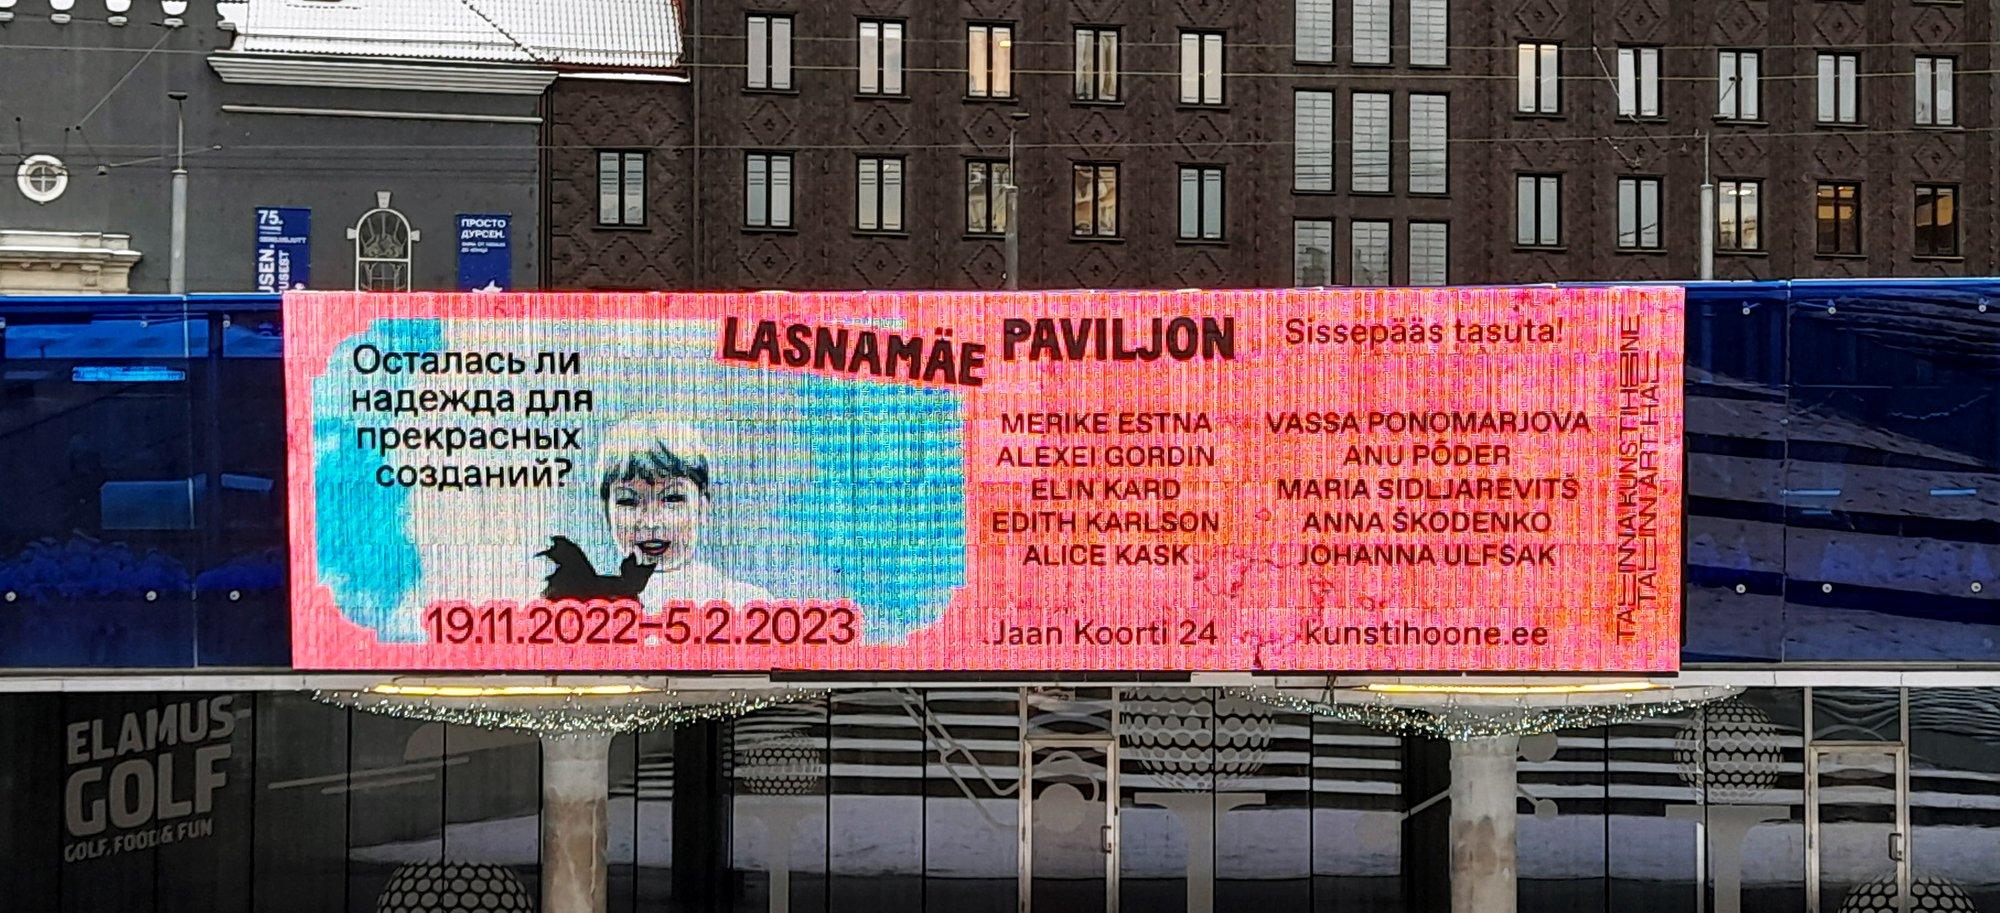 75.
ПРОСТО
ДУРСЕН.
Осталась ли
надежда для
прекрасных
созданий?
19.11.2022–5.2.2023
LASNAMÄE PAVILJON
Sissepääs tasuta!
MERIKE ESTNA
ALEXEI GORDIN
ELIN KARD
EDITH KARLSON
ALICE KASK
VASSA PONOMARJOVA
ANU PÕDER
MARIA SIDLJAREVITŠ
ANNA ŠKODENKO
JOHANNA ULFSAK
Jaan Koorti 24
kunstihoone.ee
TALLINNA KUNSTIHOONE
TALLINN ART HALL
ELAMUS-
GOLF
GOLF, FOOD & FUN